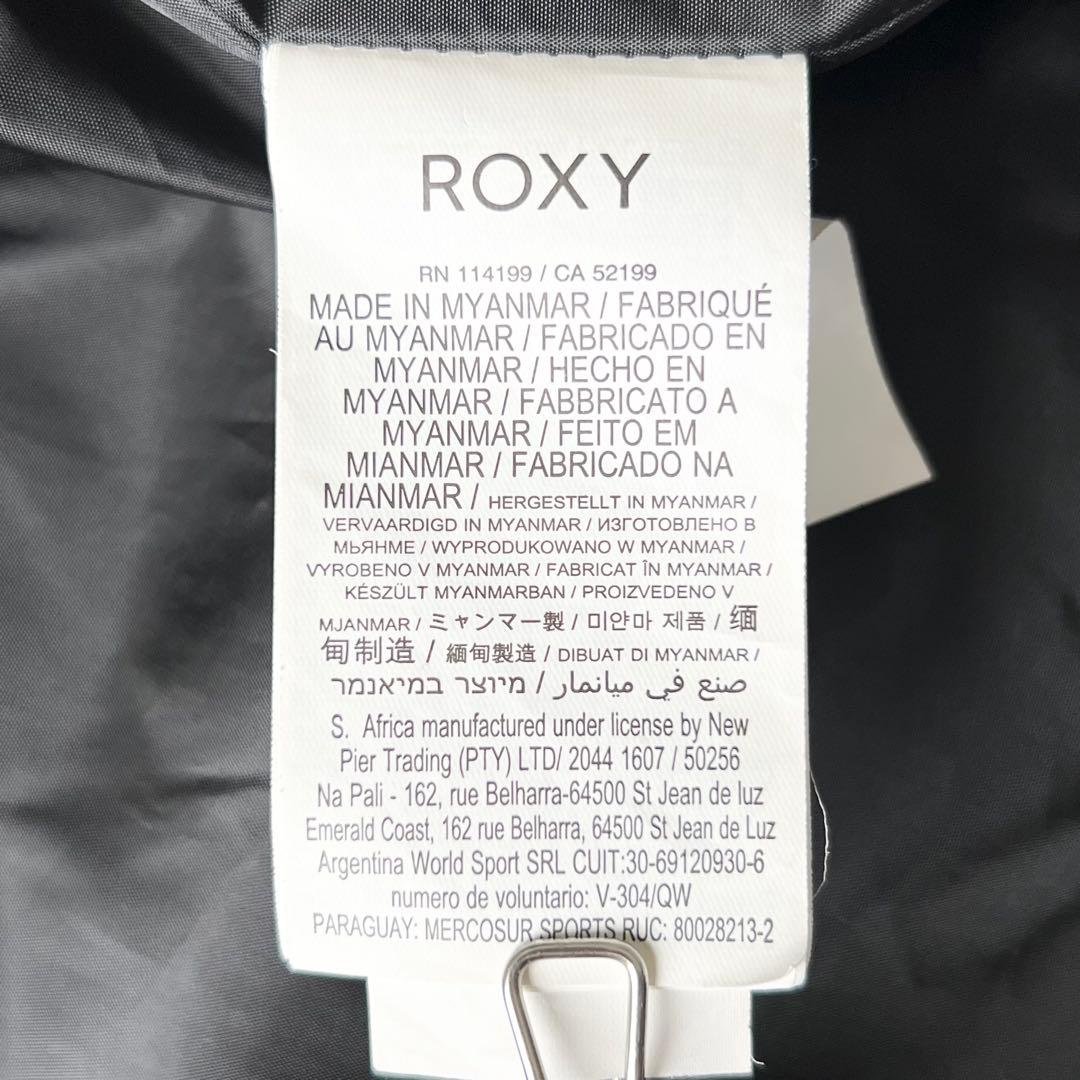 ROXY
RN 114199 / CA 52199
MADE IN MYANMAR / FABRIQUÉ
AU MYANMAR / FABRICADO EN
MYANMAR / HECHO EN
MYANMAR / FABBRICATO A
MYANMAR / FEITO EM
MIANMAR / FABRICADO NA
MIANMAR / HERGESTELLT IN MYANMAR /
VERVAARDIGD IN MYANMAR / ИЗГОТОВЛЕНО В
МЬЯНМЕ / WYPRODUKOWANO W MYANMAR /
VYROBENO V MYANMAR / FABRICAT ÎN MYANMAR /
KÉSZÜLT MYANMARBAN / PROIZVEDENO V
MJANMAR / ミャンマー製 / 미얀마 제품 / 缅
甸制造 / 緬甸製造 / DIBUAT DI MYANMAR /
صنع في ميانمار / מיוצר במיאנמר
S. Africa manufactured under license by New
Pier Trading (PTY) LTD/ 2044 1607 / 50256
Na Pali - 162, rue Belharra-64500 St Jean de luz
Emerald Coast, 162 rue Belharra, 64500 St Jean de Luz
Argentina World Sport SRL CUIT:30-69120930-6
numero de voluntario: V-304/QW
PARAGUAY: MERCOSUR SPORTS RUC: 80028213-2